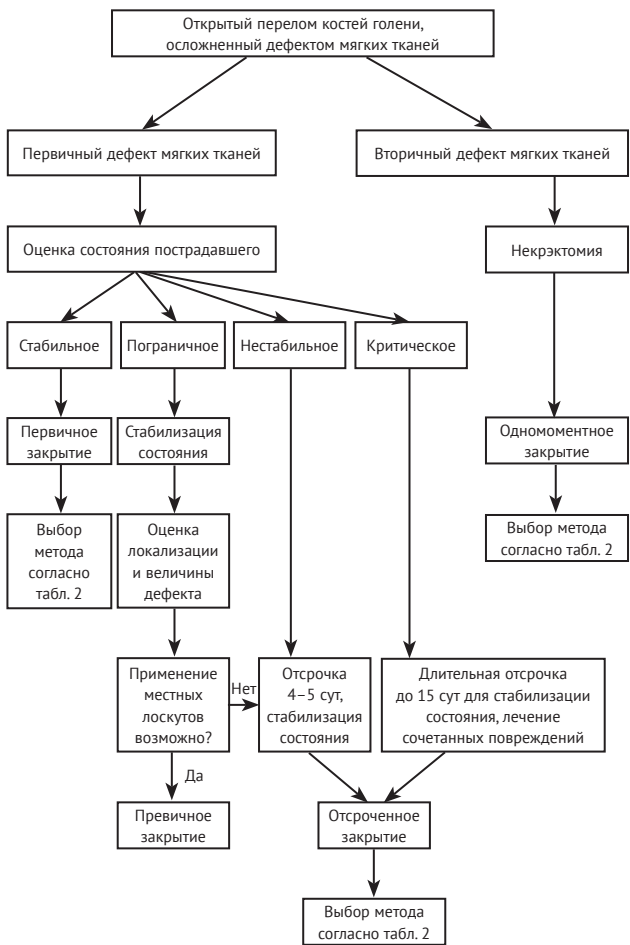 Открытый перелом костей голени,
осложненный дефектом мягких тканей
Первичный дефект мягких тканей
Вторичный дефект мягких тканей
Оценка состояния пострадавшего
Некрэктомия
Стабильное
Пограничное
Нестабильное
Критическое
Первичное
закрытие
Стабилизация
состояния
Одномоментное
закрытие
Выбор
метода
согласно
табл. 2
Оценка
локализации
и величины
дефекта
Выбор метода
согласно табл. 2
Применение
местных
лоскутов
возможно?
Нет
Отсрочка
4–5 сут,
стабилизация
состояния
Длительная отсрочка
до 15 сут для стабилизации
состояния, лечение
сочетанных повреждений
Да
Превичное
закрытие
Отсроченное
закрытие
Выбор метода
согласно табл. 2